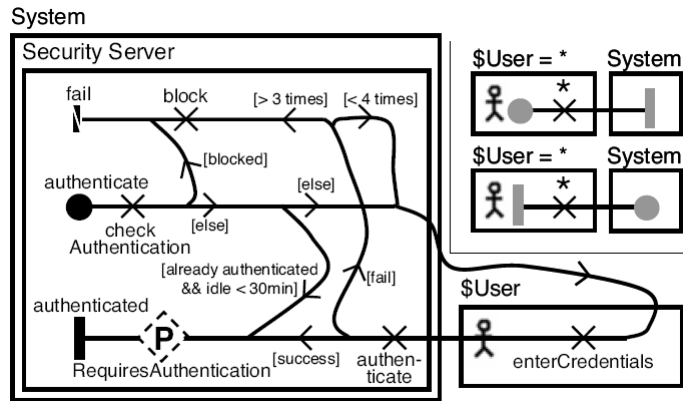 System
Security Server
fail
block
[> 3 times]
[< 4 times]
[blocked]
authenticate
[else]
check
Authentication
[else]
[already authenticated
&& idle < 30min]
[fail]
authenticated
P
RequiresAuthentication
[success]
authen-
ticate
$User = *
System
*
$User = *
System
*
$User
enterCredentials